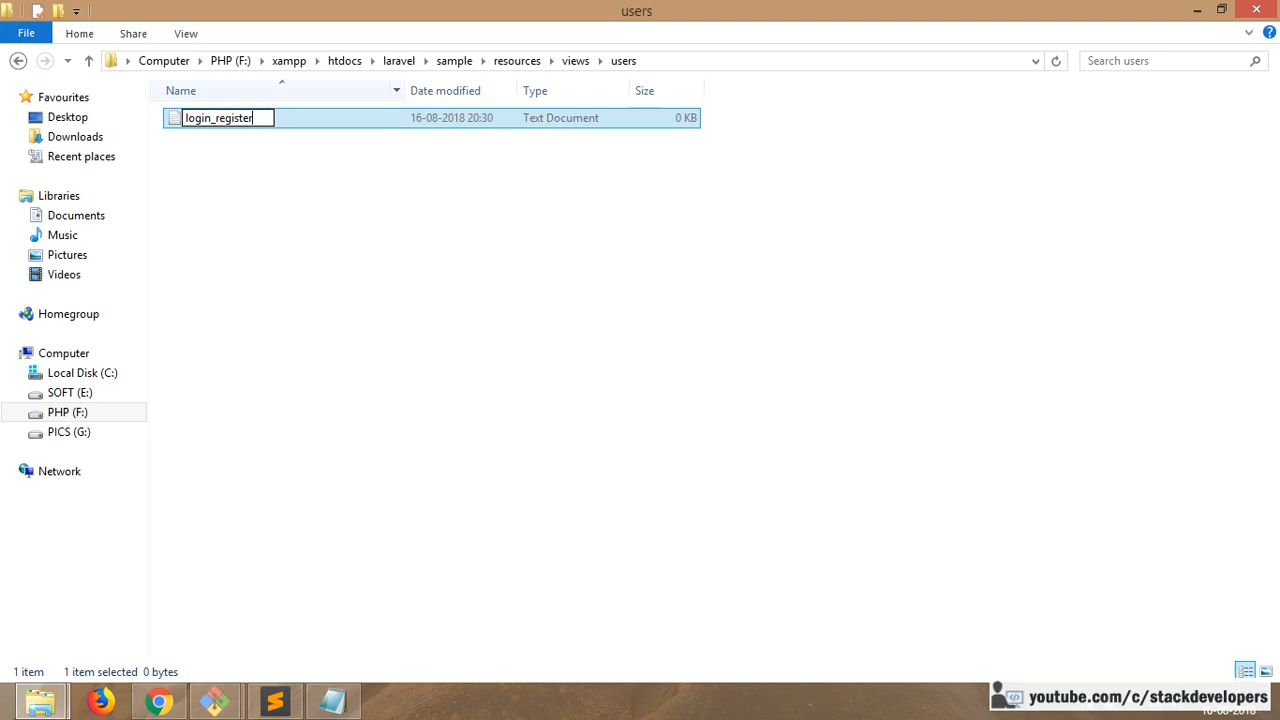 users
File
Home
Share
View
Computer
PHP (F:)
xampp
htdocs
laravel
sample
resources
views
users
Search users
Name
Date modified
Type
Size
login_register
16-08-2018 20:30
Text Document
0 KB
Favourites
Desktop
Downloads
Recent places
Libraries
Documents
Music
Pictures
Videos
Homegroup
Computer
Local Disk (C:)
SOFT (E:)
PHP (F:)
PICS (G:)
Network
1 item
1 item selected 0 bytes
youtube.com/c/stackdevelopers